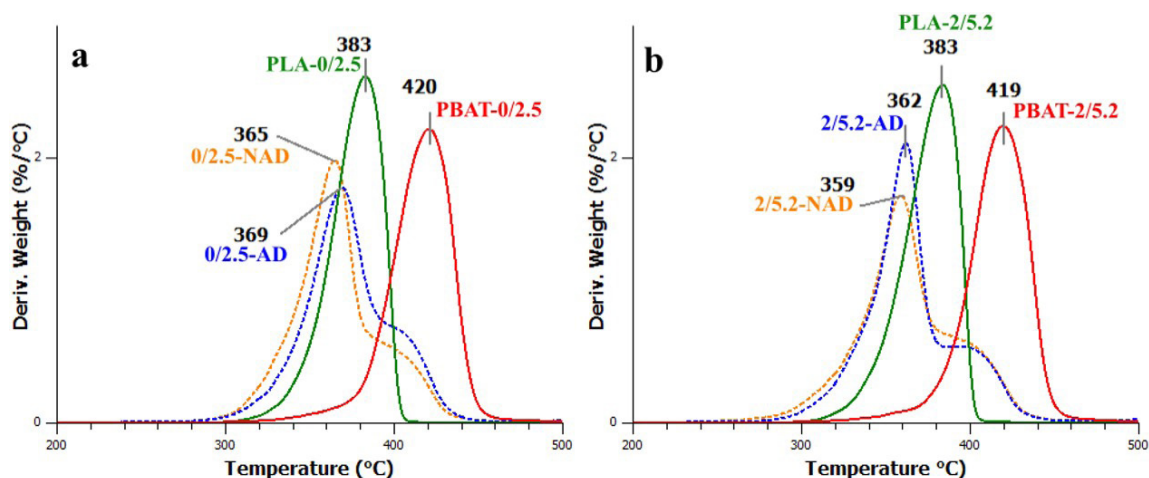 a
383
PLA-0/2.5
420
PBAT-0/2.5
365
0/2.5-NAD
369
0/2.5-AD
Deriv. Weight (%/°C)
2
0
200
300
400
500
Temperature (°C)
b
PLA-2/5.2
383
419
PBAT-2/5.2
362
2/5.2-AD
359
2/5.2-NAD
Deriv. Weight (%/°C)
2
0
200
300
400
500
Temperature °C)